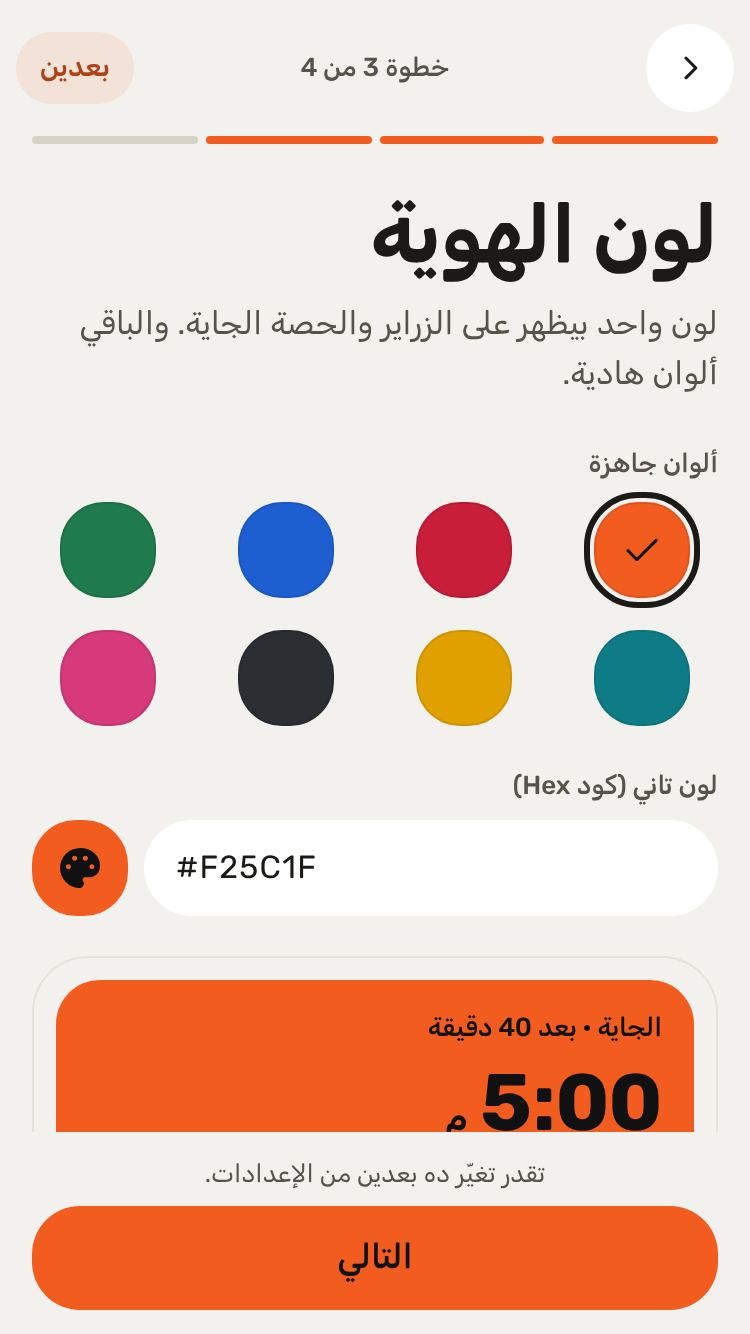 بعدين
خطوة 3 من 4
لون الهوية
لون واحد بيظهر على الزراير والحصة الجاية. والباقي
ألوان هادية.
ألوان جاهزة
لون تاني (كود Hex)
#F25C1F
الجاية • بعد 40 دقيقة
5:00 م
تقدر تغيّر ده بعدين من الإعدادات.
التالي